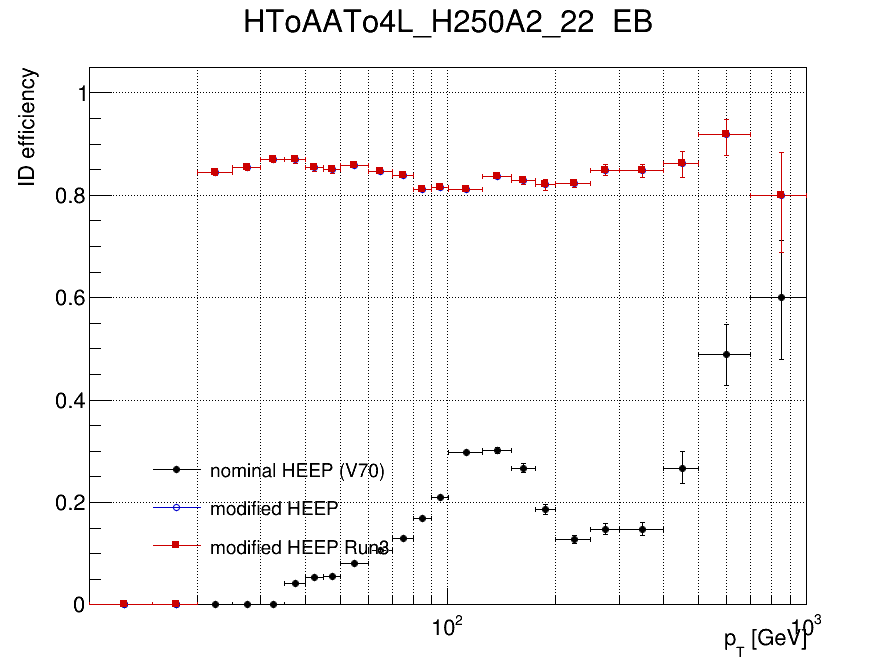 HToAATo4L_H250A2_22 EB
ID efficiency
1
0.8
0.6
0.4
0.2
0
nominal HEEP (V70)
modified HEEP
modified HEEP Run3
10²
10³
p_T [GeV]